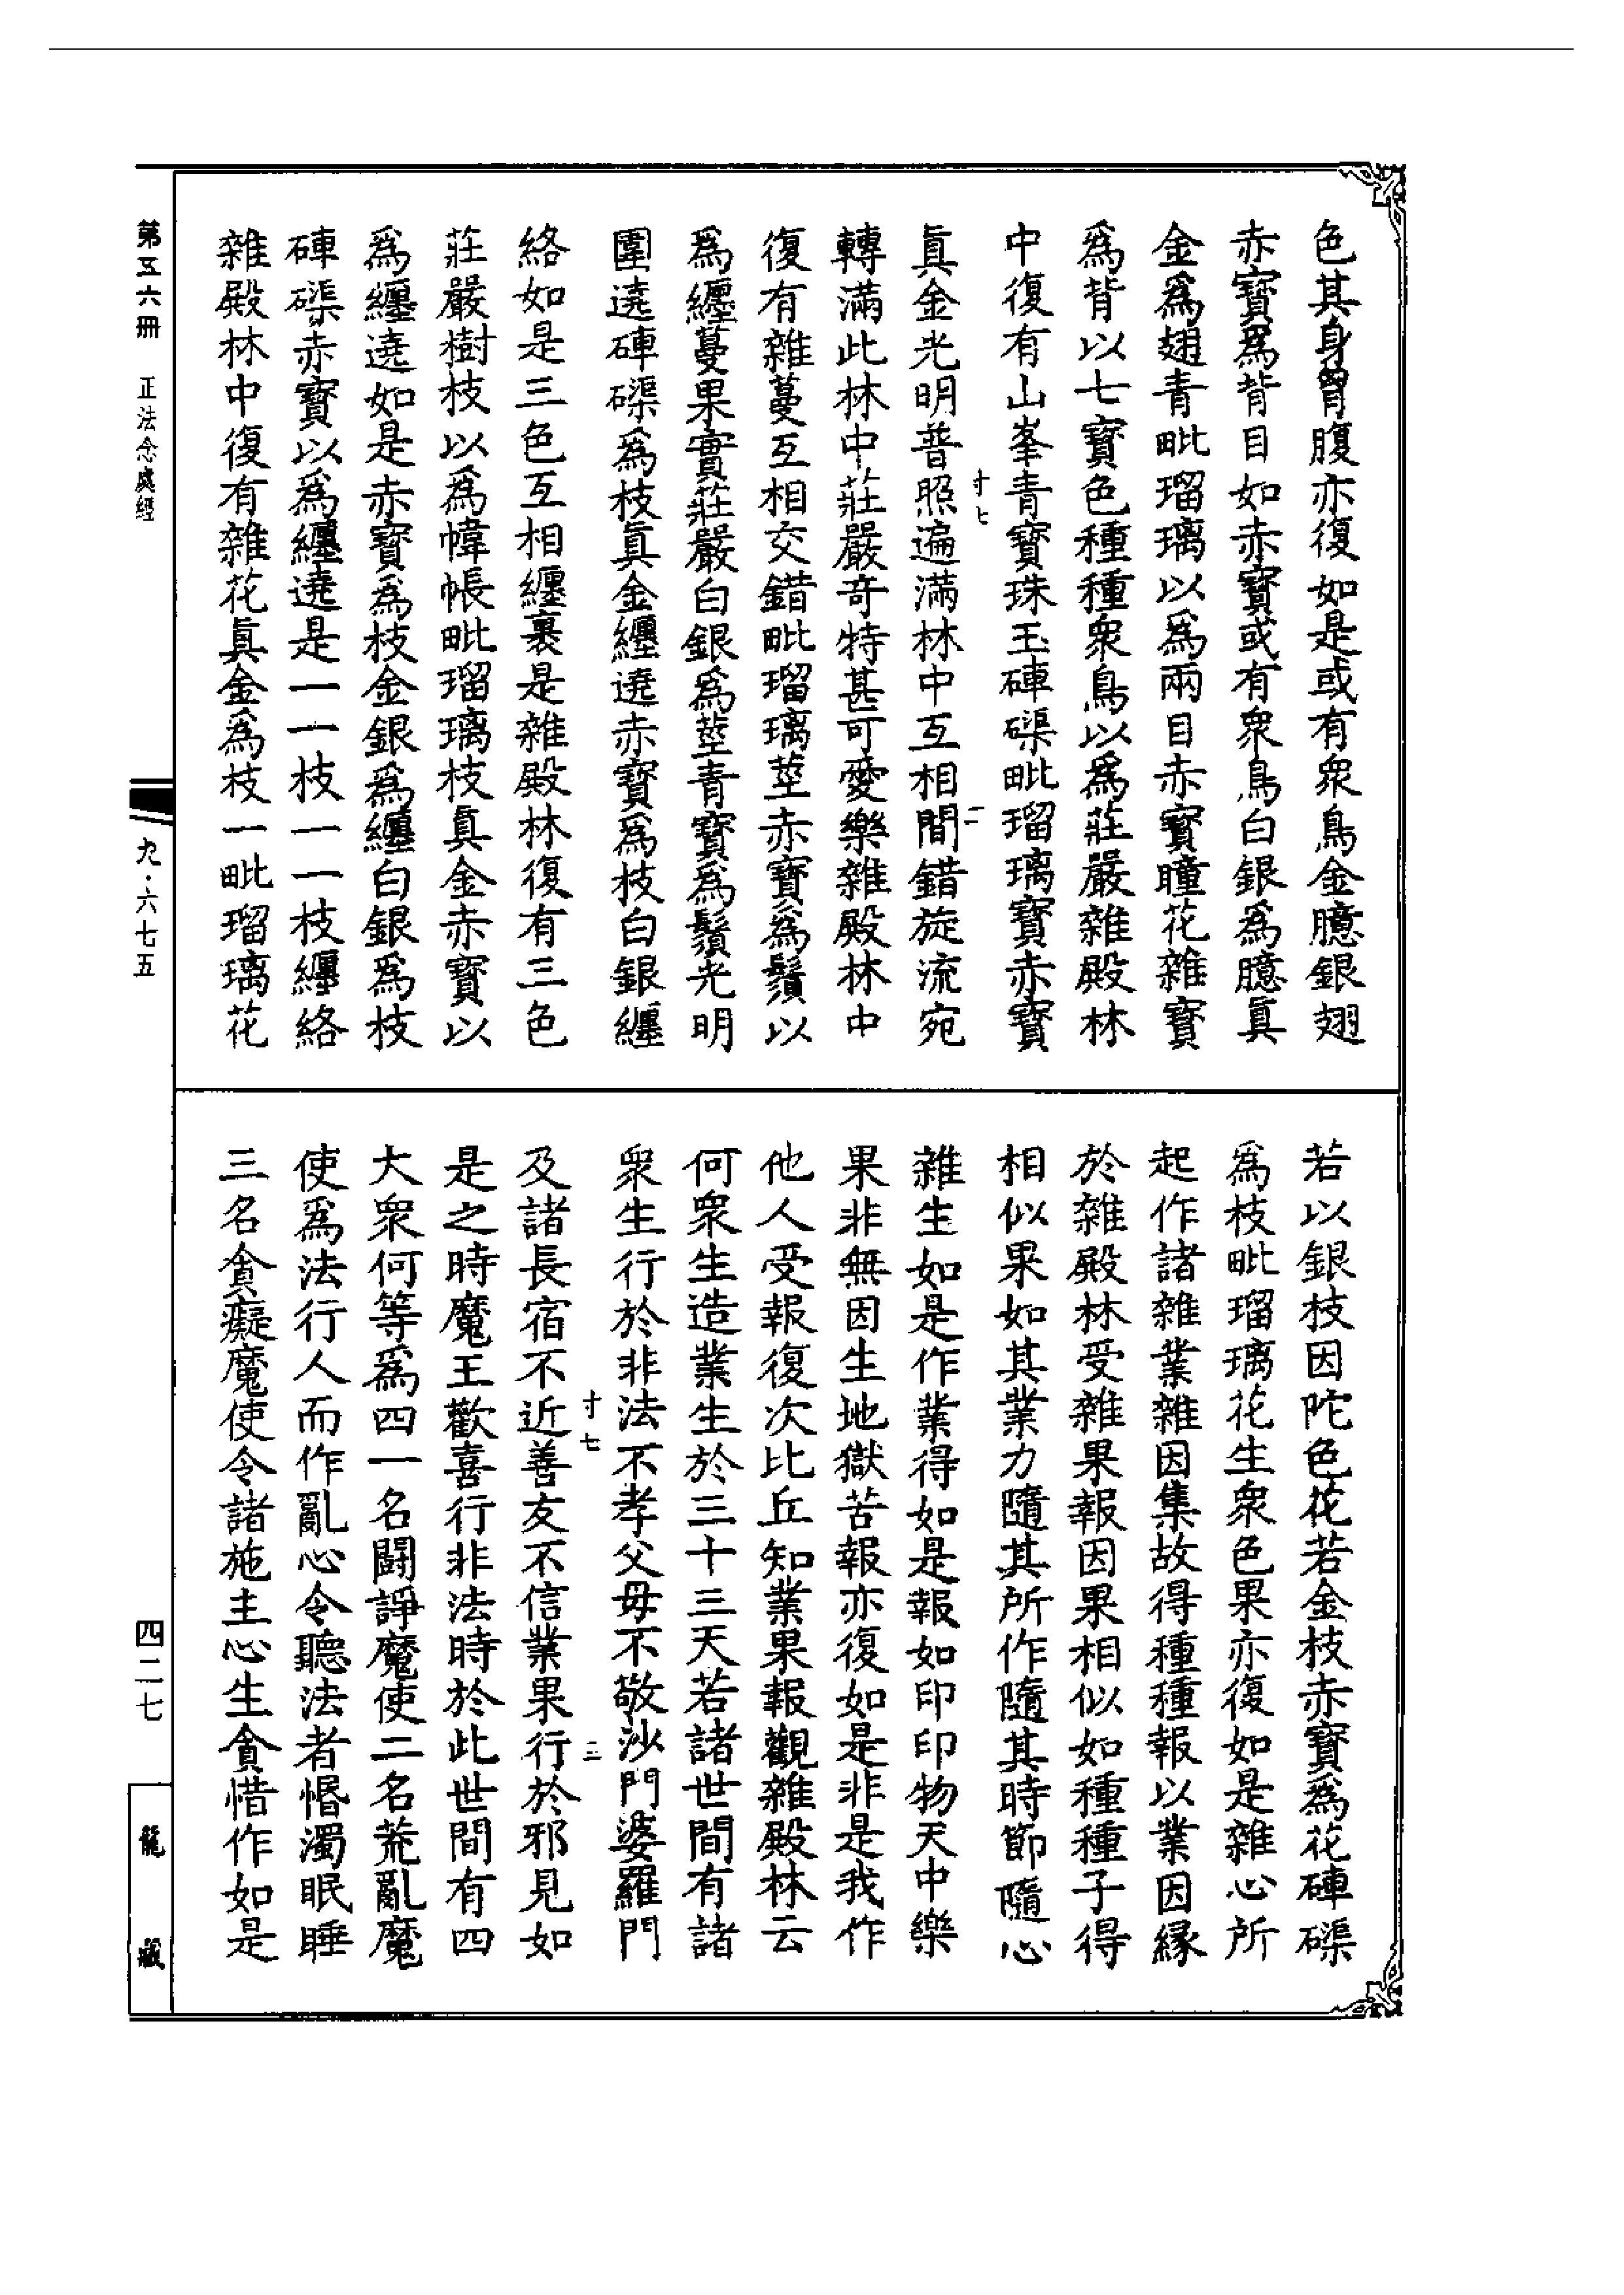 色其身胷腹亦復如是或有衆鳥金臆銀翅
赤寶爲背目如赤寶或有衆鳥白銀爲臆眞
金爲翅青毗瑠璃以爲兩目赤寶瞳花雜寶
爲背以七寶色種種衆鳥以爲莊嚴雜殿林
中復有山峯青寶珠玉硨磲毗瑠璃寶赤寶
寸七 二
眞金光明普照遍滿林中互相間錯旋流宛
轉滿此林中莊嚴奇特甚可愛樂雜殿林中
復有雜蔓互相交錯毗瑠璃莖赤寶爲鬚以
爲纏蔓果實莊嚴白銀爲莖青寶爲鬚光明
圍遶硨磲爲枝眞金纏遶赤寶爲枝白銀纏
絡如是三色互相纏裹是雜殿林復有三色
莊嚴樹枝以爲幃帳毗瑠璃枝眞金赤寶以
爲纏遶如是赤寶爲枝金銀爲纏白銀爲枝
硨磲赤寶以爲纏遶是一一枝一一枝纏絡
雜殿林中復有雜花眞金爲枝一毗瑠璃花
若以銀枝因陀色花若金枝赤寶爲花硨磲
爲枝毗瑠璃花生衆色果亦復如是雜心所
起作諸雜業雜因集故得種種報以業因緣
於雜殿林受雜果報因果相似如種種子得
相似果如其業力隨其所作隨其時節隨心
雜生如是作業得如是報如印印物天中樂
果非無因生地獄苦報亦復如是非是我作
他人受報復次比丘知業果報觀雜殿林云
何衆生造業生於三十三天若諸世間有諸
衆生行於非法不孝父毋不敬沙門婆羅門
寸七 三
及諸長宿不近善友不信業果行於邪見如
是之時魔王歡喜行非法時於此世間有四
大衆何等爲四一名鬪諍魔使二名荒亂魔
使爲法行人而作亂心令聽法者惛濁眠睡
三名貪癡魔使令諸施主心生貪惜作如是
第五六冊 正法念處經
九·六七五
四二七
龍藏